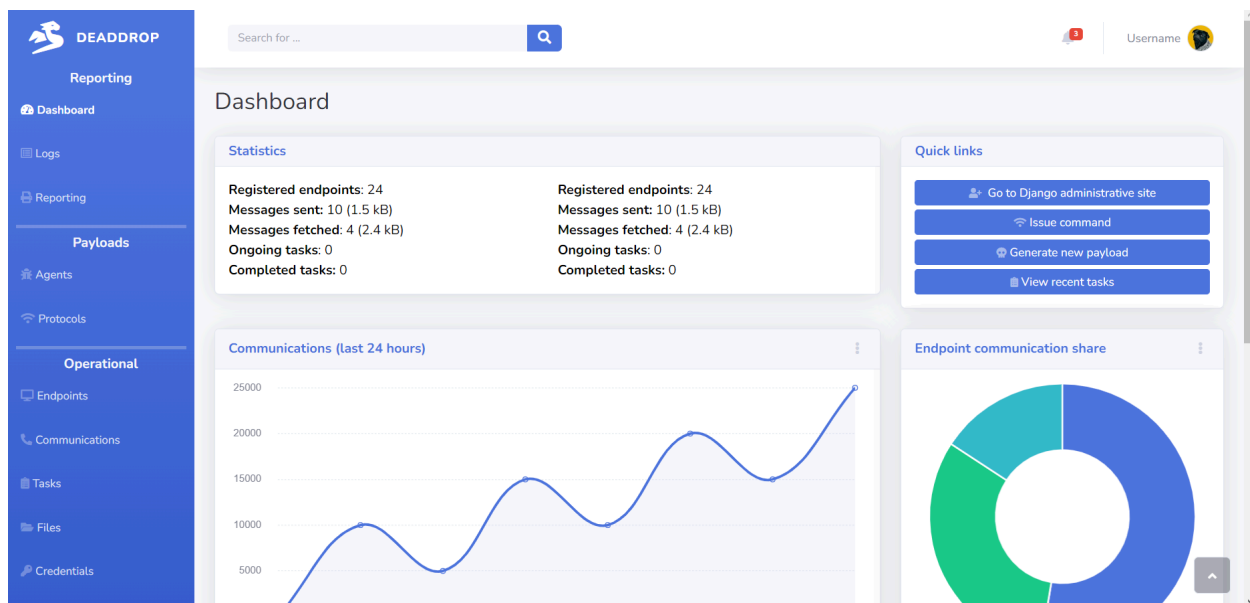 DEADDROP
Reporting
Dashboard
Logs
Reporting
Payloads
Agents
Protocols
Operational
Endpoints
Communications
Tasks
Files
Credentials
Search for ...
3
Username
Dashboard
Statistics
Registered endpoints: 24
Messages sent: 10 (1.5 kB)
Messages fetched: 4 (2.4 kB)
Ongoing tasks: 0
Completed tasks: 0
Registered endpoints: 24
Messages sent: 10 (1.5 kB)
Messages fetched: 4 (2.4 kB)
Ongoing tasks: 0
Completed tasks: 0
Quick links
Go to Django administrative site
Issue command
Generate new payload
View recent tasks
Communications (last 24 hours)
25000
20000
15000
10000
5000
Endpoint communication share